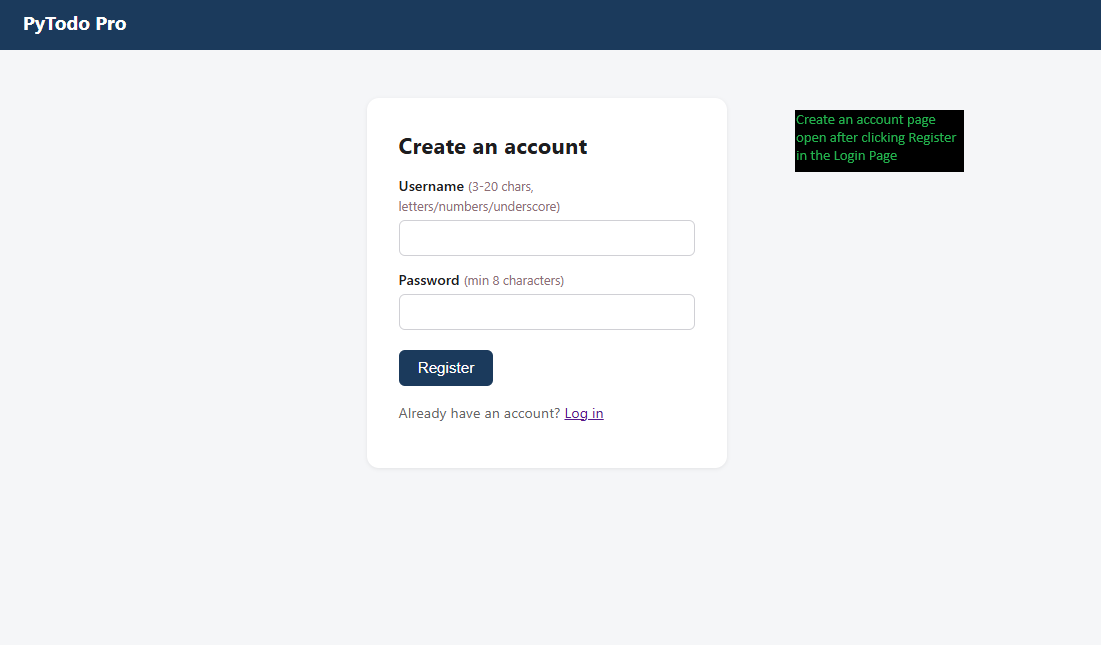 PyTodo Pro
Create an account
Username (3-20 chars,
letters/numbers/underscore)
Password (min 8 characters)
Register
Already have an account? Log in
Create an account page
open after clicking Register
in the Login Page